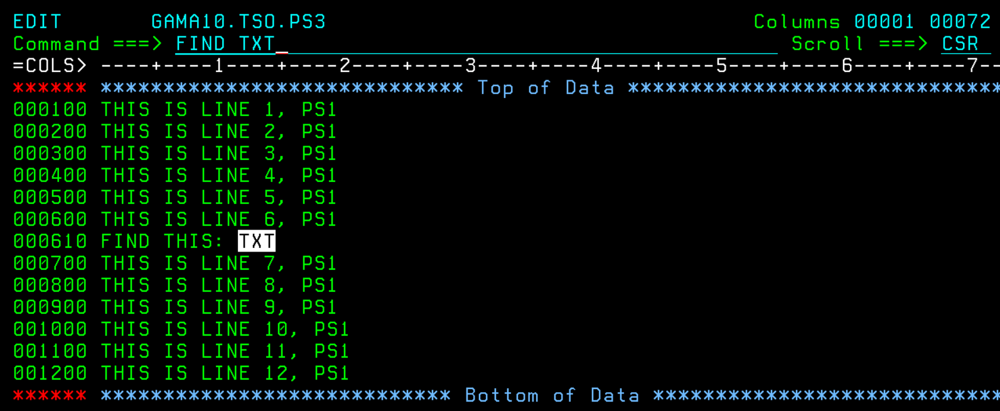 EDIT       GAMA10.TSO.PS3                                  Columns 00001 00072
Command ===> FIND TXT_                                        Scroll ===> CSR
=COLS> ----+----1----+----2----+----3----+----4----+----5----+----6----+----7--
****** ***************************** Top of Data ******************************
000100 THIS IS LINE 1, PS1
000200 THIS IS LINE 2, PS1
000300 THIS IS LINE 3, PS1
000400 THIS IS LINE 4, PS1
000500 THIS IS LINE 5, PS1
000600 THIS IS LINE 6, PS1
000610 FIND THIS: TXT
000700 THIS IS LINE 7, PS1
000800 THIS IS LINE 8, PS1
000900 THIS IS LINE 9, PS1
001000 THIS IS LINE 10, PS1
001100 THIS IS LINE 11, PS1
001200 THIS IS LINE 12, PS1
****** **************************** Bottom of Data ****************************